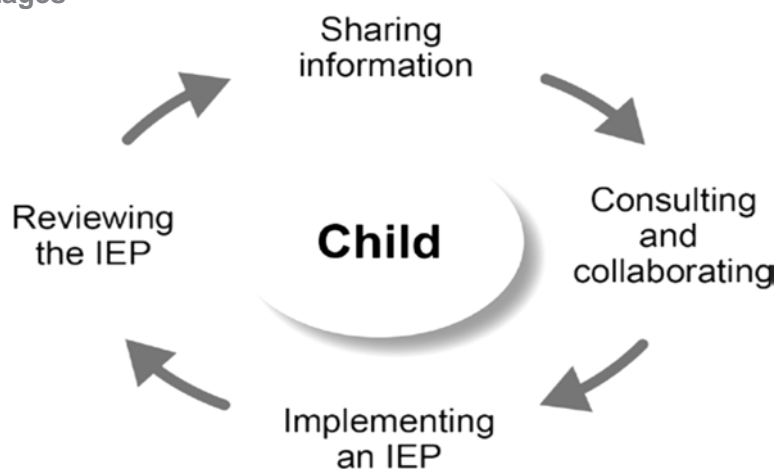 Sharing
information
Consulting
and
collaborating
Implementing
an IEP
Reviewing
the IEP
Child